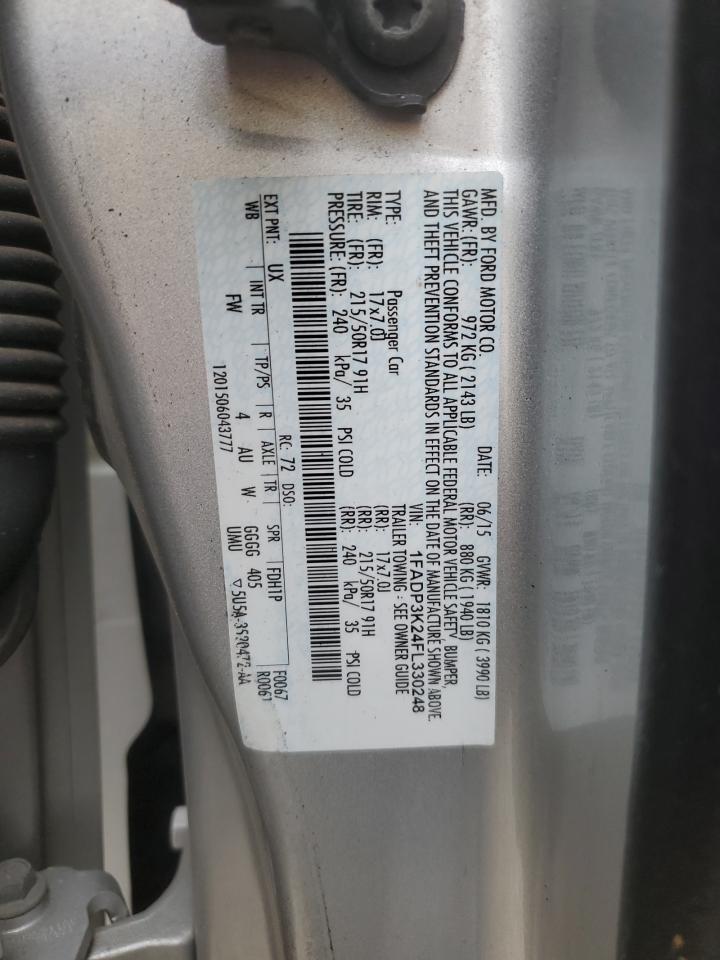 MFD. BY FORD MOTOR CO.
DATE: 06/15 GVWR: 1810 KG ( 3990 LB)
GAWR: (FR): 972 KG ( 2143 LB) (RR): 880 KG ( 1940 LB)
THIS VEHICLE CONFORMS TO ALL APPLICABLE FEDERAL MOTOR VEHICLE SAFETY BUMPER,
AND THEFT PREVENTION STANDARDS IN EFFECT ON THE DATE OF MANUFACTURE SHOWN ABOVE.
VIN: 1FADP3K24FL330248
TYPE: Passenger Car TRAILER TOWING : SEE OWNER GUIDE
RIM: (FR): 17x7.0J (RR): 17x7.0J
TIRE: (FR): 215/50R17 91H (RR): 215/50R17 91H
PRESSURE: (FR): 240 kPa/ 35 PSI COLD (RR): 240 kPa/ 35 PSI COLD
EXT PNT: UX RC: 72 DSO: F0067
WB INT TR TP/PS R AXLE TR SPR FDH1P R0061
FW 4 AU W GGGG 405
1201506043777 UMU ▽5U5A-3520472-AA